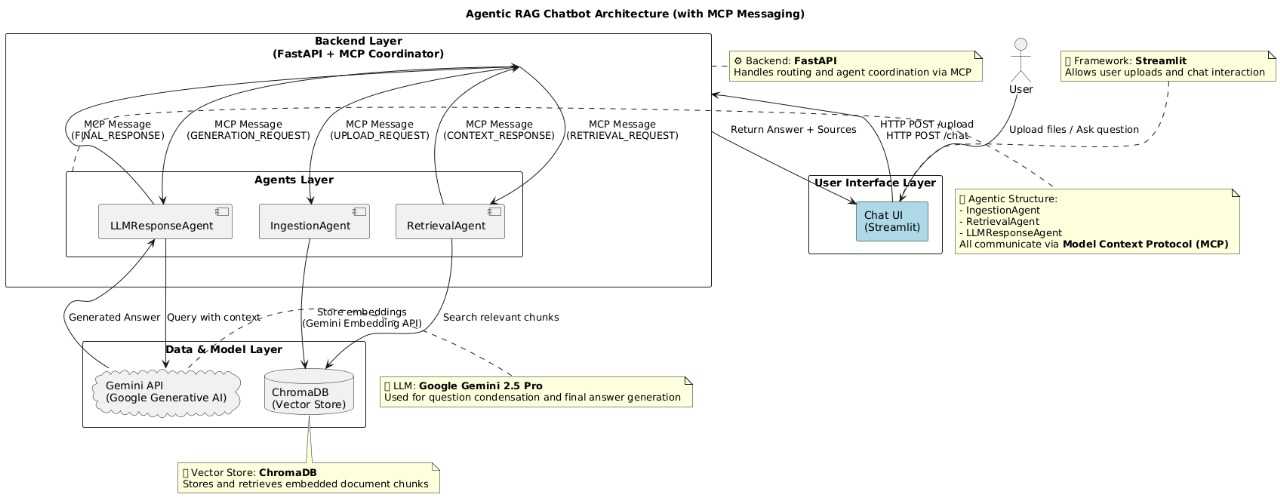 Agentic RAG Chatbot Architecture (with MCP Messaging)
Backend Layer
(FastAPI + MCP Coordinator)
⚙ Backend: FastAPI
Handles routing and agent coordination via MCP
User
Framework: Streamlit
Allows user uploads and chat interaction
MCP Message
(FINAL_RESPONSE)
MCP Message
(GENERATION_REQUEST)
MCP Message
(UPLOAD_REQUEST)
MCP Message
(CONTEXT_RESPONSE)
MCP Message
(RETRIEVAL_REQUEST)
Return Answer + Sources
HTTP POST /upload
HTTP POST /chat
Upload files / Ask question
Agents Layer
LLMResponseAgent
IngestionAgent
RetrievalAgent
User Interface Layer
Chat UI
(Streamlit)
Agentic Structure:
- IngestionAgent
- RetrievalAgent
- LLMResponseAgent
All communicate via Model Context Protocol (MCP)
Generated Answer
Query with context
Store embeddings
(Gemini Embedding API)
Search relevant chunks
Data & Model Layer
Gemini API
(Google Generative AI)
ChromaDB
(Vector Store)
LLM: Google Gemini 2.5 Pro
Used for question condensation and final answer generation
Vector Store: ChromaDB
Stores and retrieves embedded document chunks